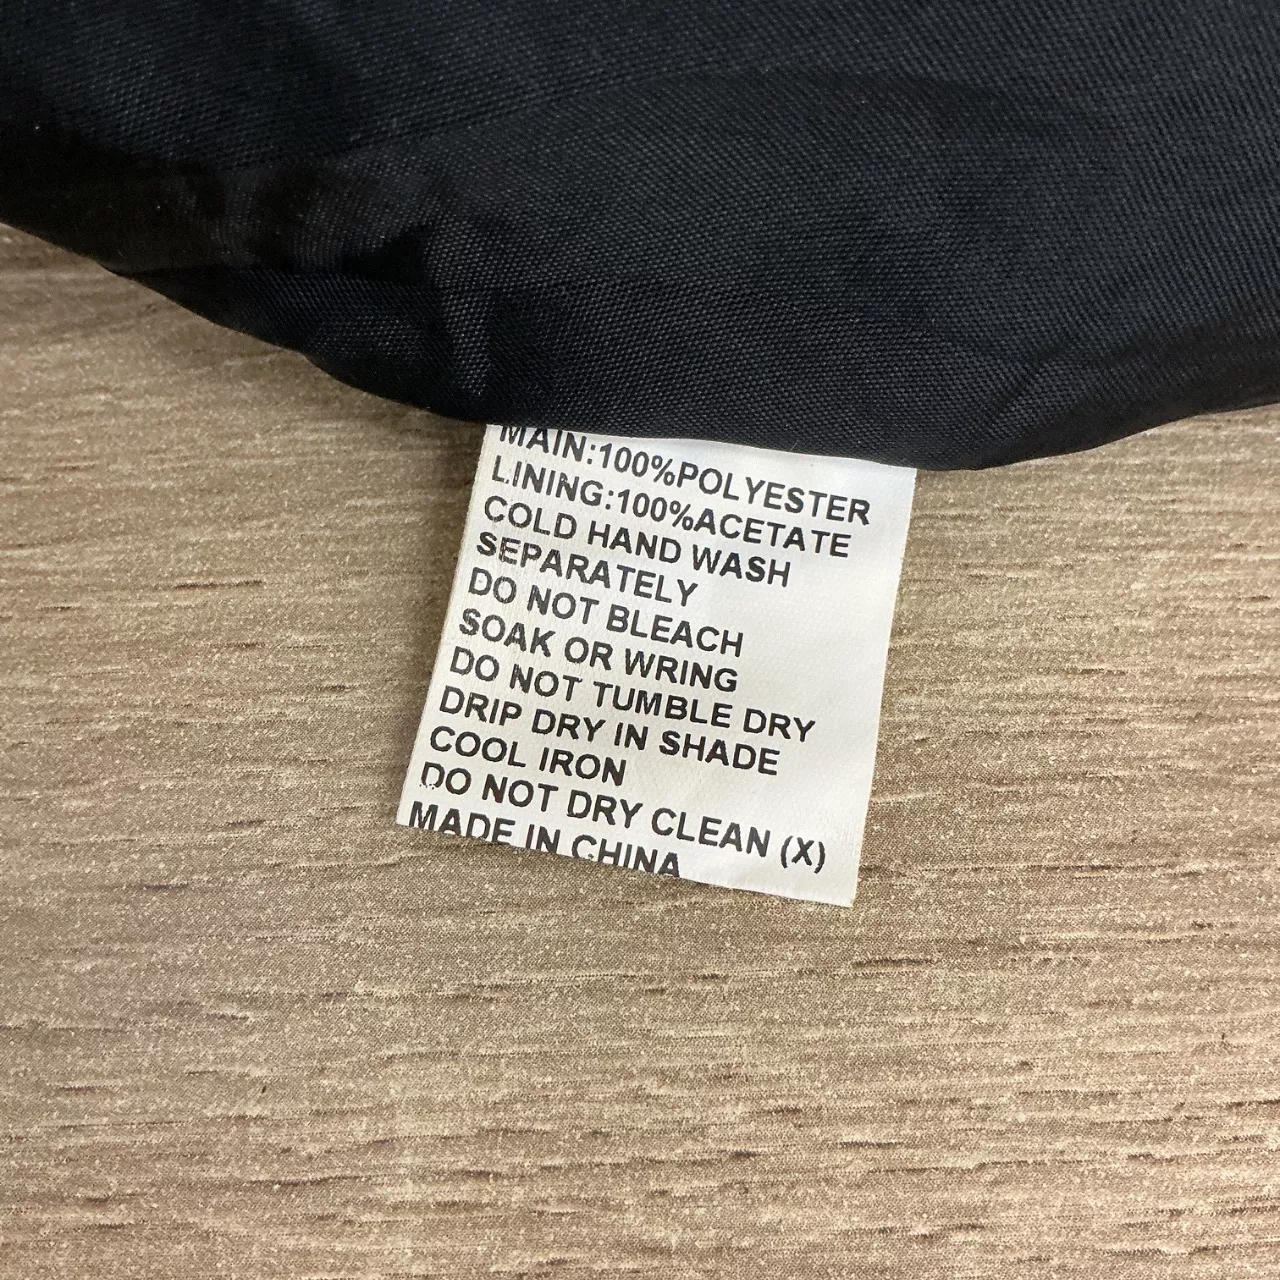 MAIN:100%POLYESTER
LINING:100%ACETATE
COLD HAND WASH
SEPARATELY
DO NOT BLEACH
SOAK OR WRING
DO NOT TUMBLE DRY
DRIP DRY IN SHADE
COOL IRON
DO NOT DRY CLEAN (X)
MADE IN CHINA